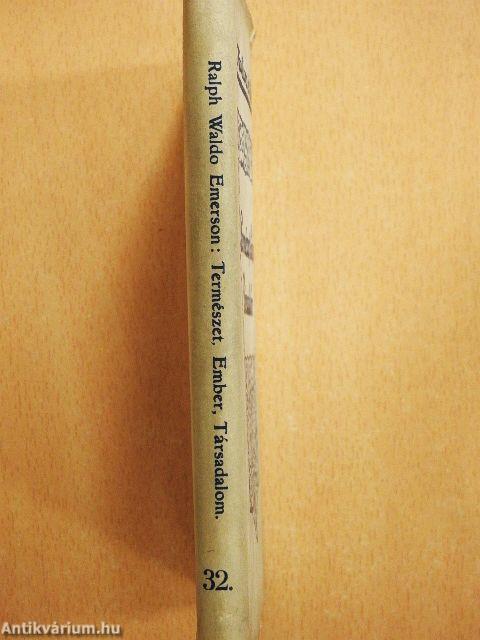 Ralph Waldo Emerson: Természet, Ember, Társadalom.
32.
Antikvárium.hu